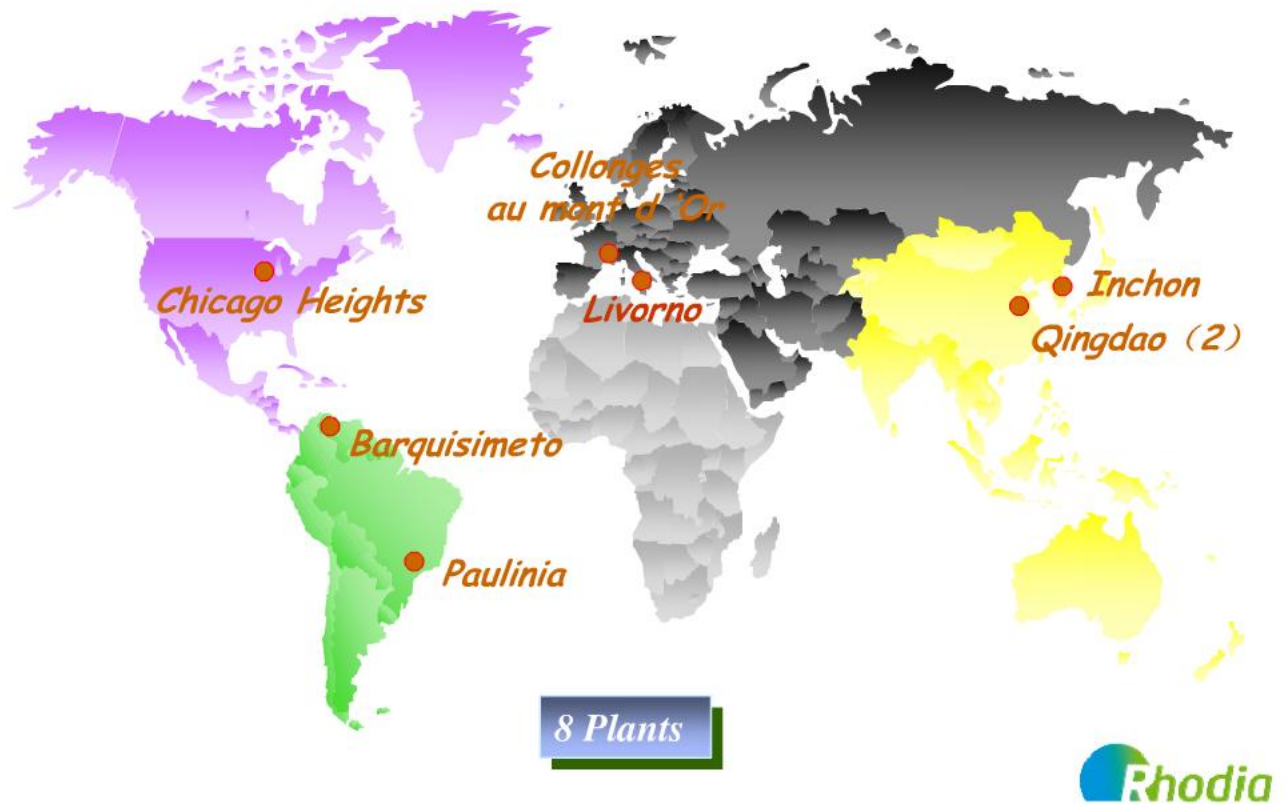 Collonges
au mont d 'Or
Chicago Heights
Livorno
Inchon
Qingdao (2)
Barquisimeto
Paulinia
8 Plants
Rhodia